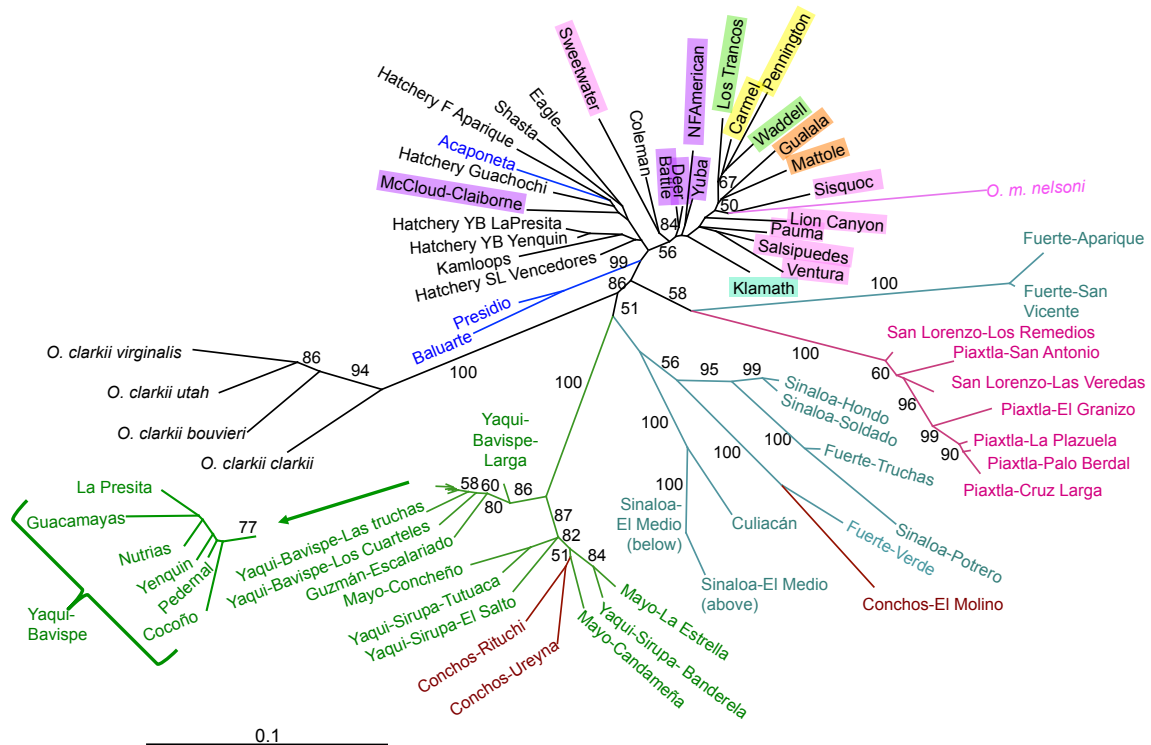 Sweetwater
Coleman
Battle
Deer
NFAmerican
Yuba
Los Trancos
Carmel
Pennington
Waddell
Gualala
Mattole
Sisquoc
O. m. nelsoni
Lion Canyon
Pauma
Salsipuedes
Ventura
Klamath
Eagle
Shasta
Hatchery F Aparique
Acaponeta
Hatchery Guachochi
McCloud-Claiborne
Hatchery YB LaPresita
Hatchery YB Yenquin
Kamloops
Hatchery SL Vencedores
Presidio
Baluarte
84
67
50
56
99
86
58
51
100
Fuerte-Aparique
Fuerte-San
Vicente
100
San Lorenzo-Los Remedios
Piaxtla-San Antonio
60
San Lorenzo-Las Veredas
96
Piaxtla-El Granizo
99
Piaxtla-La Plazuela
90
Piaxtla-Palo Berdal
Piaxtla-Cruz Larga
O. clarkii virginalis
86
94
100
O. clarkii utah
O. clarkii bouvieri
O. clarkii clarkii
100
56
95
99
Sinaloa-Hondo
Sinaloa-Soldado
100
100
100
Fuerte-Truchas
100
Sinaloa-
El Medio
(below)
Culiacán
Fuerte-Verde
Sinaloa-Potrero
Sinaloa-El Medio
(above)
Conchos-El Molino
Yaqui-
Bavispe-
Larga
58
60
86
80
87
82
51
84
Yaqui-Bavispe-Las truchas
Yaqui-Bavispe-Los Cuarteles
Guzmán-Escalariado
Mayo-Concheño
Yaqui-Sirupa-Tutuaca
Yaqui-Sirupa-El Salto
Conchos-Rituchi
Conchos-Ureyna
Mayo-La Estrella
Yaqui-Sirupa- Banderela
Mayo-Candameña
La Presita
Guacamayas
77
Nutrias
Yenquin
Pedernal
Cocoño
Yaqui-
Bavispe
0.1